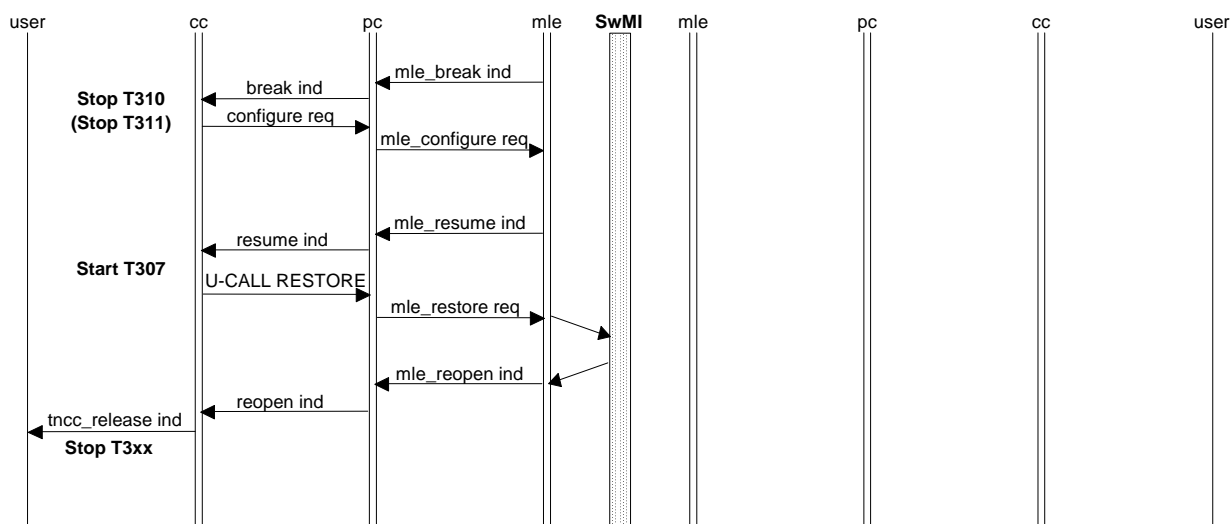 user cc pc mle SwMI mle pc cc user
mle_break ind
break ind
Stop T310
(Stop T311)
configure req
mle_configure req
mle_resume ind
resume ind
Start T307
U-CALL RESTORE
mle_restore req
mle_reopen ind
reopen ind
tncc_release ind
Stop T3xx